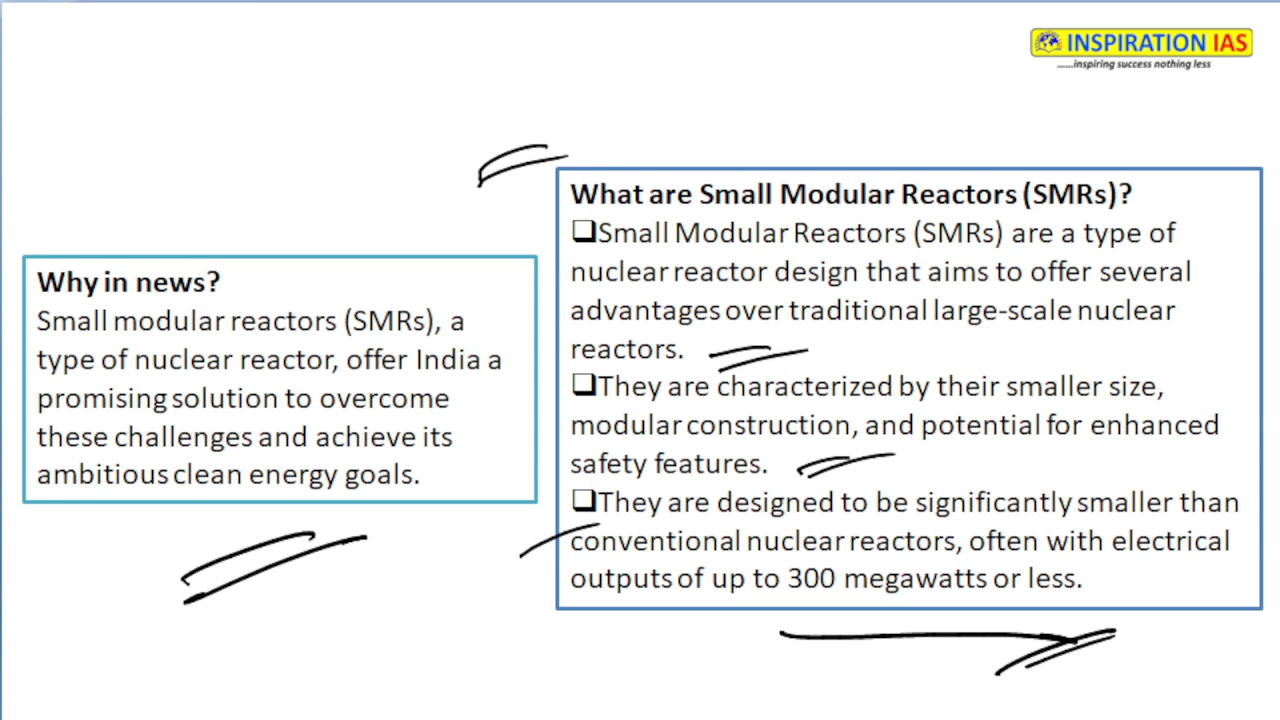 INSPIRATION IAS
......inspiring success nothing less
Why in news?
Small modular reactors (SMRs), a
type of nuclear reactor, offer India a
promising solution to overcome
these challenges and achieve its
ambitious clean energy goals.
What are Small Modular Reactors (SMRs)?
❑Small Modular Reactors (SMRs) are a type of
nuclear reactor design that aims to offer several
advantages over traditional large-scale nuclear
reactors.
❑They are characterized by their smaller size,
modular construction, and potential for enhanced
safety features.
❑They are designed to be significantly smaller than
conventional nuclear reactors, often with electrical
outputs of up to 300 megawatts or less.